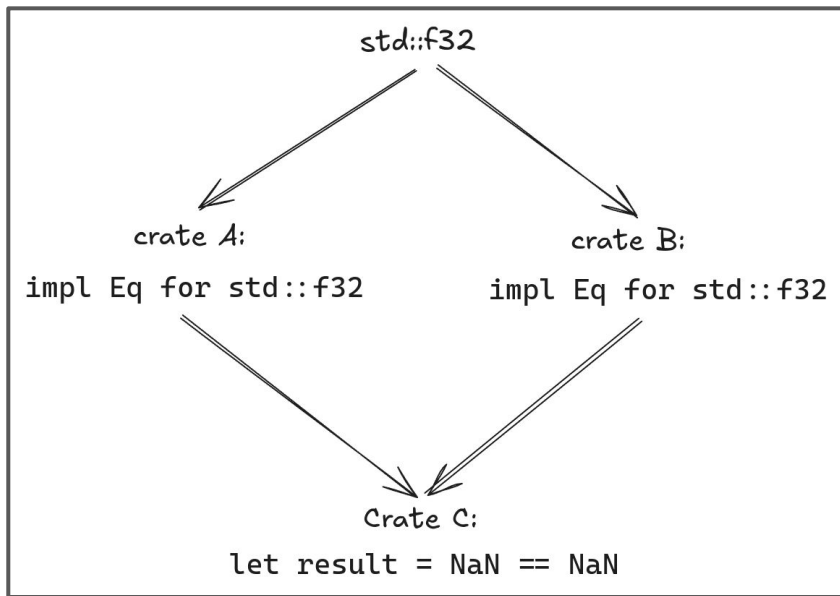 std::f32
crate A:
crate B:
impl Eq for std::f32
impl Eq for std::f32
Crate C:
let result = NaN == NaN